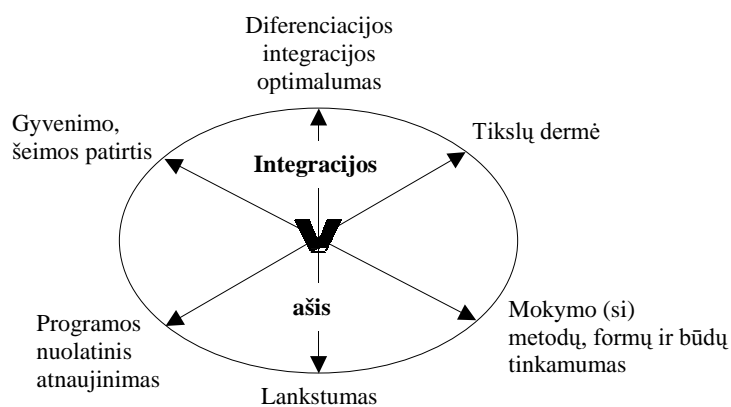 Diferenciacijos
integracijos
optimalumas
Gyvenimo,
šeimos patirtis
Tikslų dermė
Integracijos
V
ašis
Programos
nuolatinis
atnaujinimas
Mokymo (si)
metodų, formų ir būdų
tinkamumas
Lankstumas